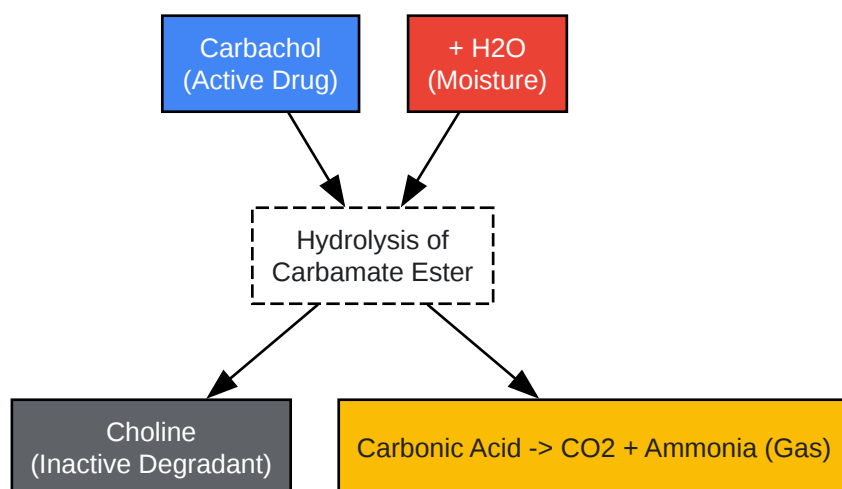 Carbachol
(Active Drug)
+ H2O
(Moisture)
Hydrolysis of
Carbamate Ester
Choline
(Inactive Degradant)
Carbonic Acid -> CO2 + Ammonia (Gas)